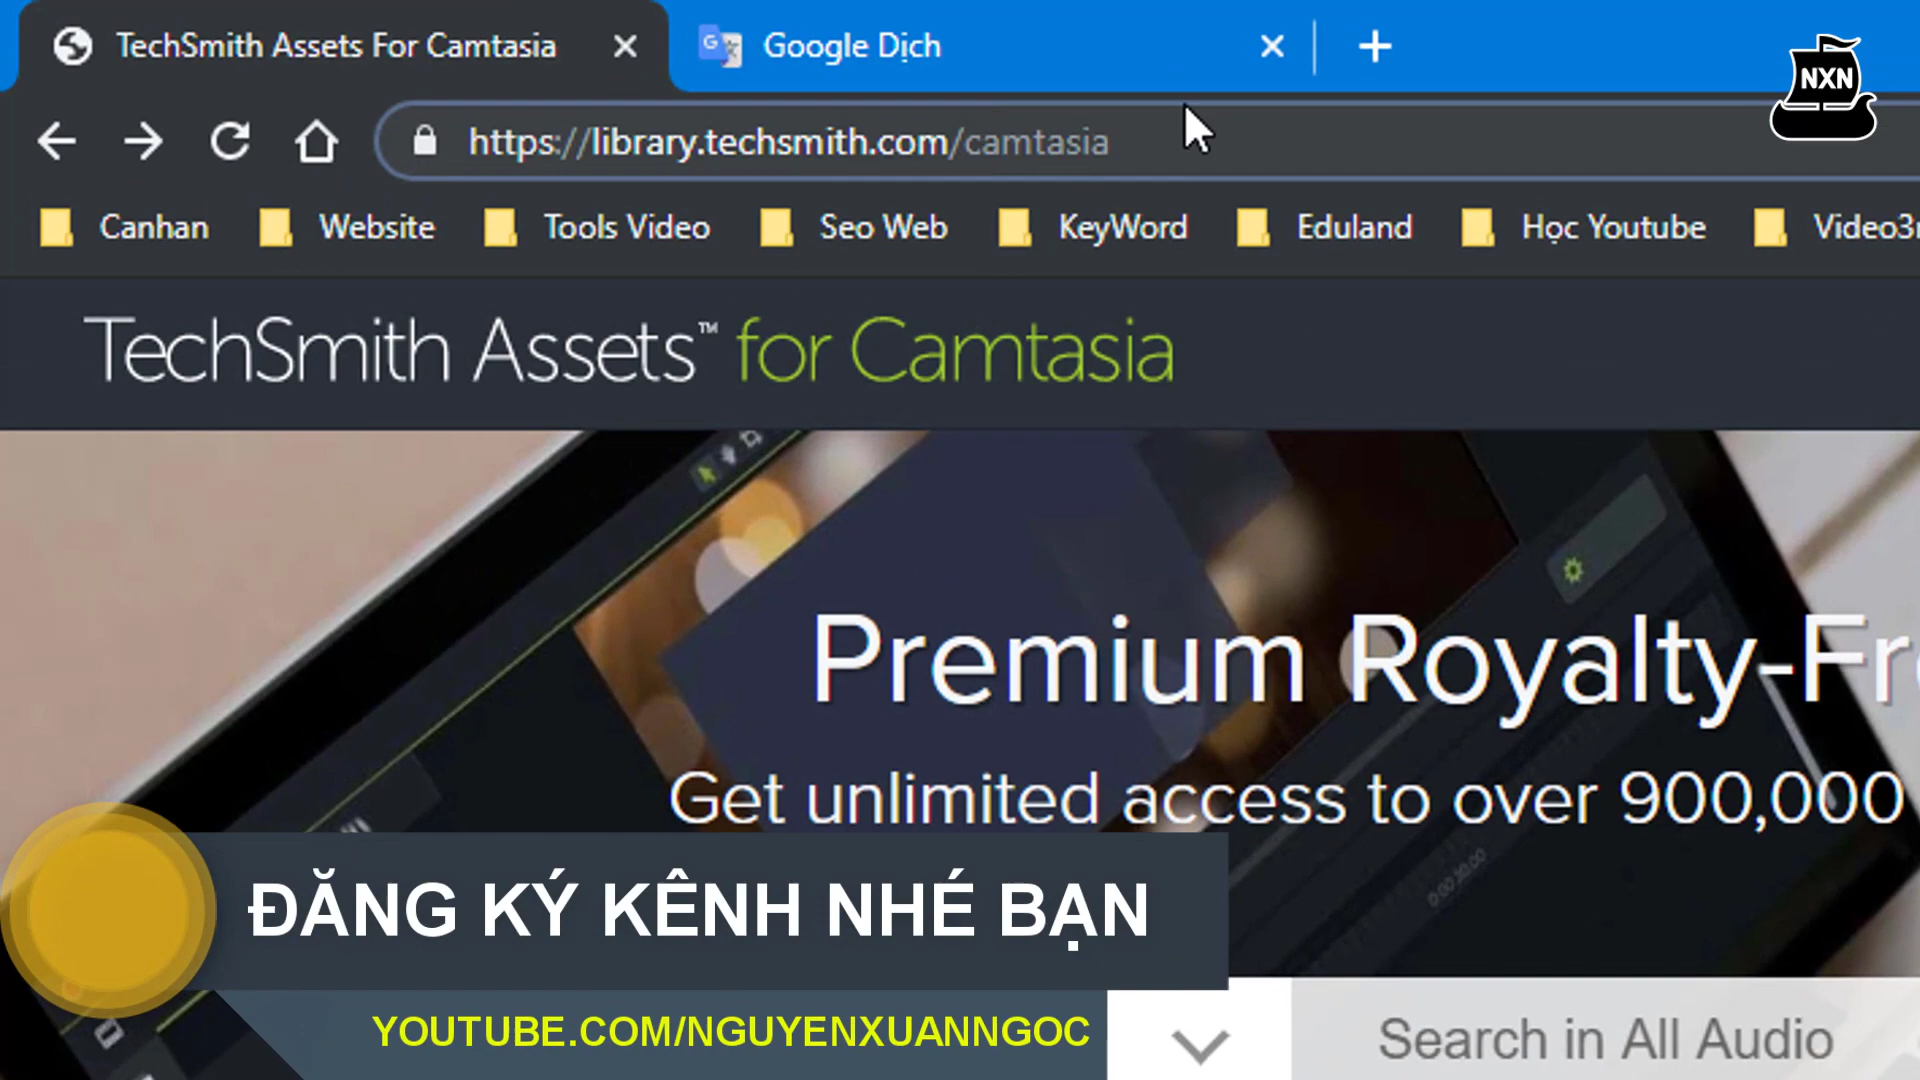 TechSmith Assets For Camtasia
Google Dịch
NXN
https://library.techsmith.com/camtasia
Canhan
Website
Tools Video
Seo Web
KeyWord
Eduland
Học Youtube
TechSmith Assets™ for Camtasia
Premium Royalty-Fr
Get unlimited access to over 900,000
ĐĂNG KÝ KÊNH NHÉ BẠN
YOUTUBE.COM/NGUYENXUANNGOC
Search in All Audio